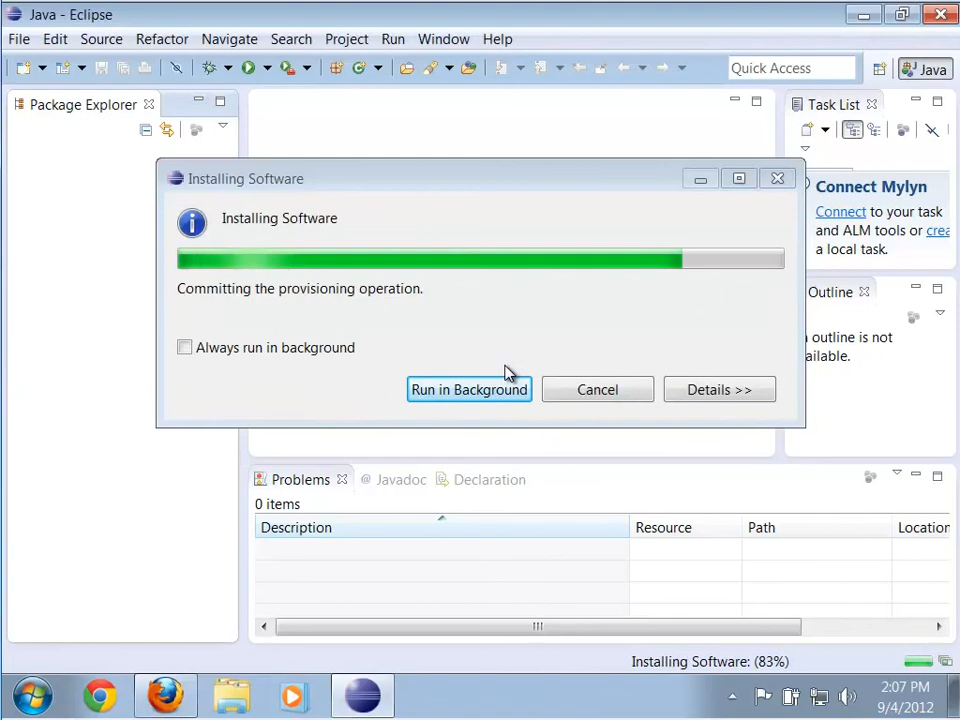 Java - Eclipse
File Edit Source Refactor Navigate Search Project Run Window Help
Quick Access
Java
Package Explorer
Task List
Connect Mylyn
Connect to your task
and ALM tools or crea
a local task.
Installing Software
Installing Software
Committing the provisioning operation.
Always run in background
Run in Background
Cancel
Details >>
Outline
outline is not
ailable.
Problems @ Javadoc Declaration
0 items
Description Resource Path Location
Installing Software: (83%)
2:07 PM
9/4/2012